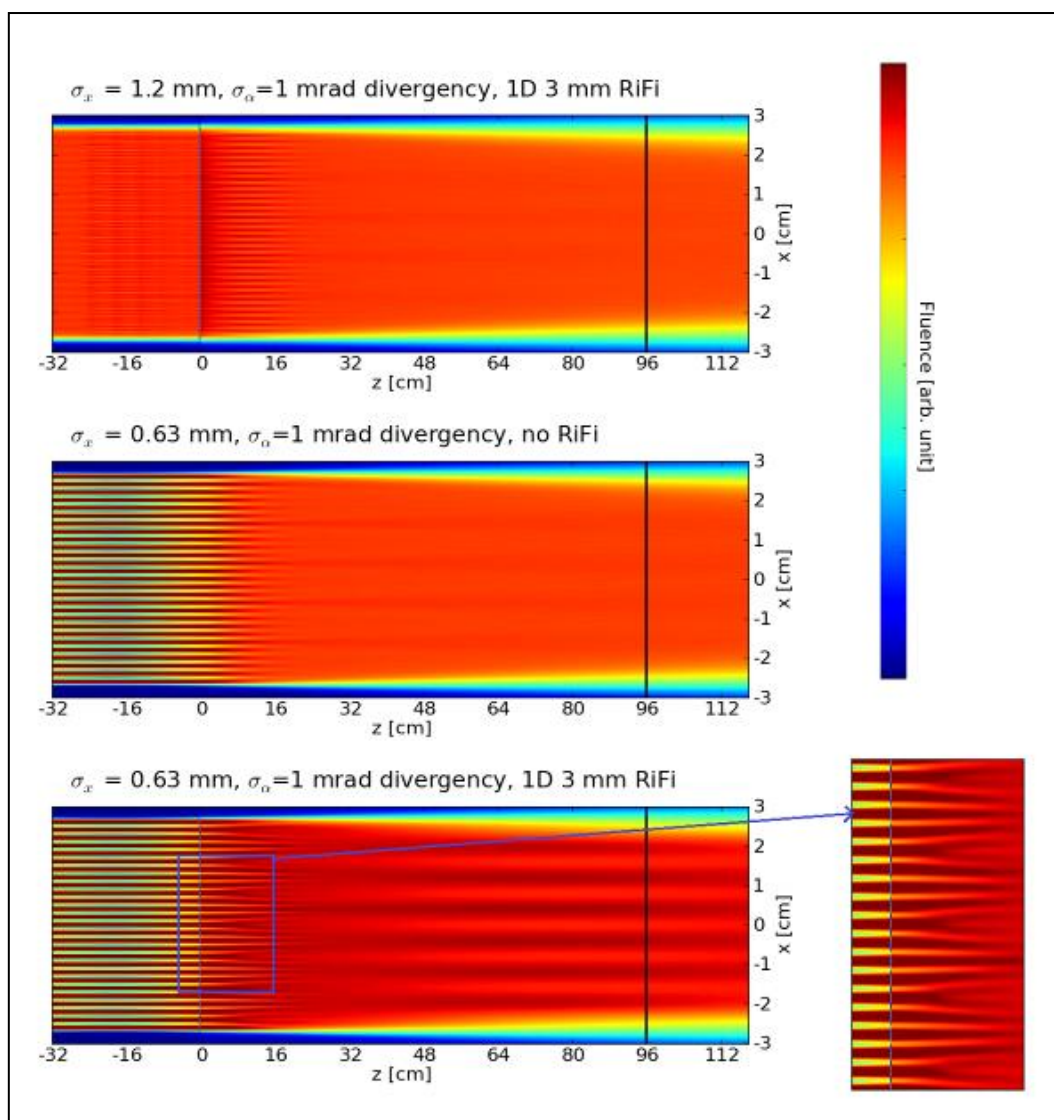 σx = 1.2 mm, σα=1 mrad divergency, 1D 3 mm RiFi
3
2
1
0
-1
-2
-3
x [cm]
-32 -16 0 16 32 48 64 80 96 112
z [cm]
Fluence [arb. unit]
σx = 0.63 mm, σα=1 mrad divergency, no RiFi
3
2
1
0
-1
-2
-3
x [cm]
-32 -16 0 16 32 48 64 80 96 112
z [cm]
σx = 0.63 mm, σα=1 mrad divergency, 1D 3 mm RiFi
3
2
1
0
-1
-2
-3
x [cm]
-32 -16 0 16 32 48 64 80 96 112
z [cm]